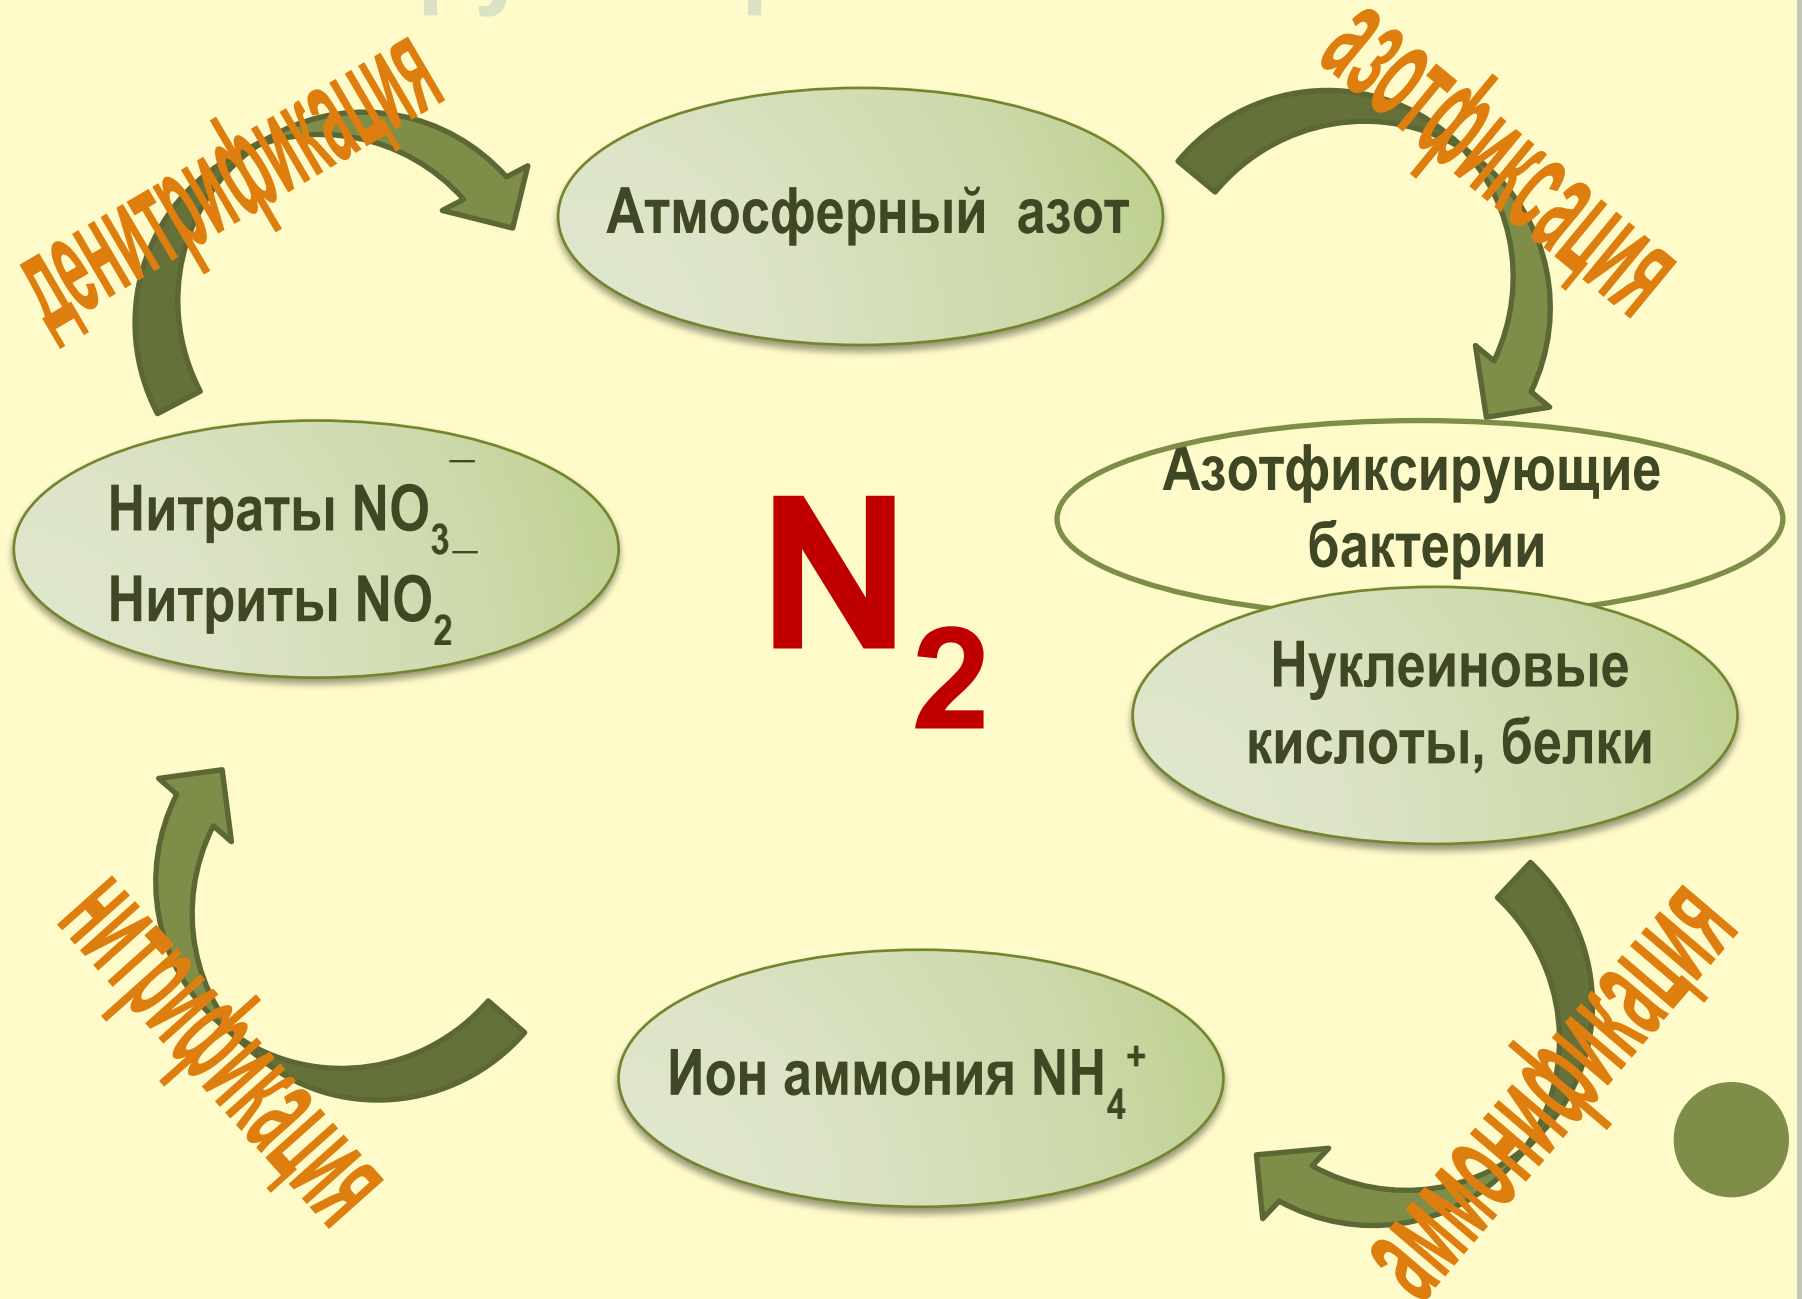 денитрификация
азотфиксация
Атмосферный азот
Нитраты NO₃⁻
Нитриты NO₂⁻
N₂
Азотфиксирующие
бактерии
Нуклеиновые
кислоты, белки
Ион аммония NH₄⁺
нитрификация
аммонификация